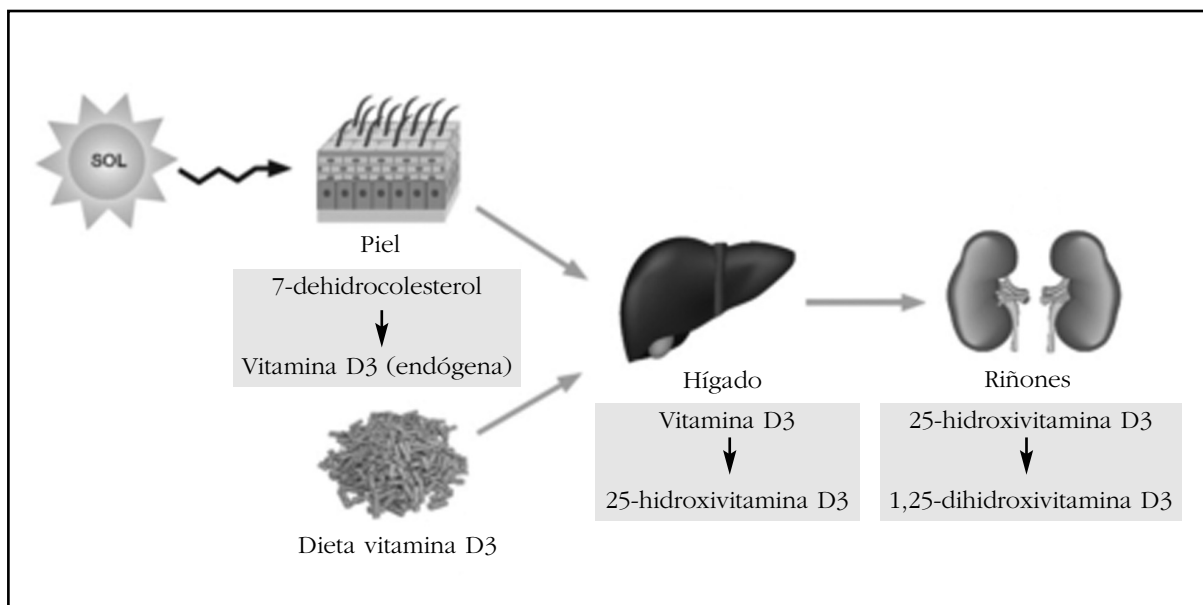 SOL
Piel
7-dehidrocolesterol
Vitamina D3 (endógena)
Dieta vitamina D3
Hígado
Vitamina D3
25-hidroxivitamina D3
Riñones
25-hidroxivitamina D3
1,25-dihidroxivitamina D3